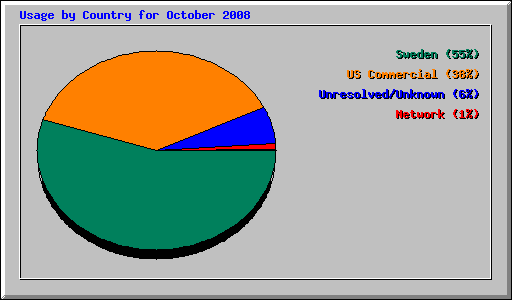 Usage by Country for October 2008
Sweden (55%)
US Commercial (38%)
Unresolved/Unknown (6%)
Network (1%)